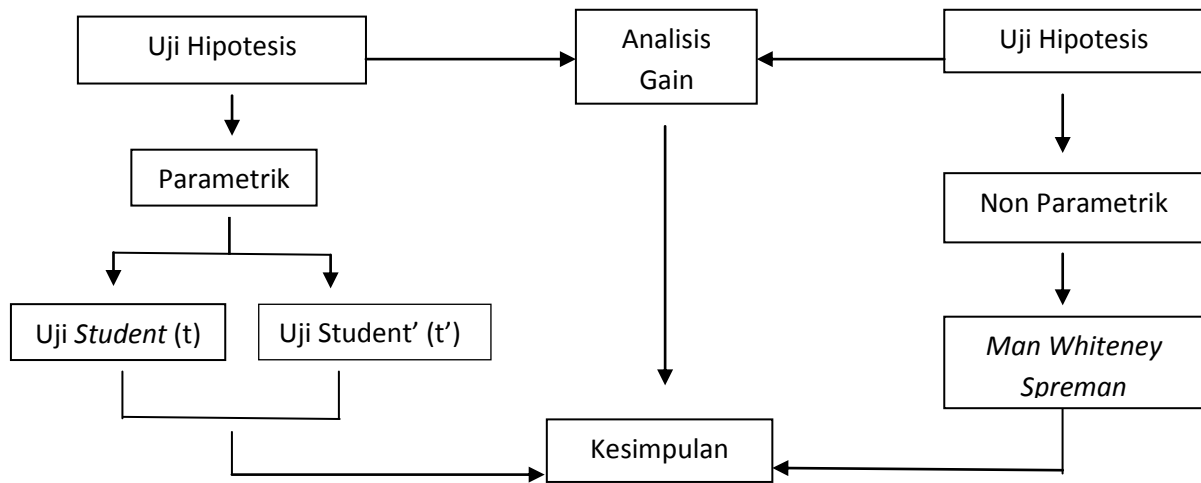 Uji Hipotesis
Analisis
Gain
Uji Hipotesis
Parametrik
Non Parametrik
Uji Student (t)
Uji Student’ (t’)
Man Whiteney
Spreman
Kesimpulan